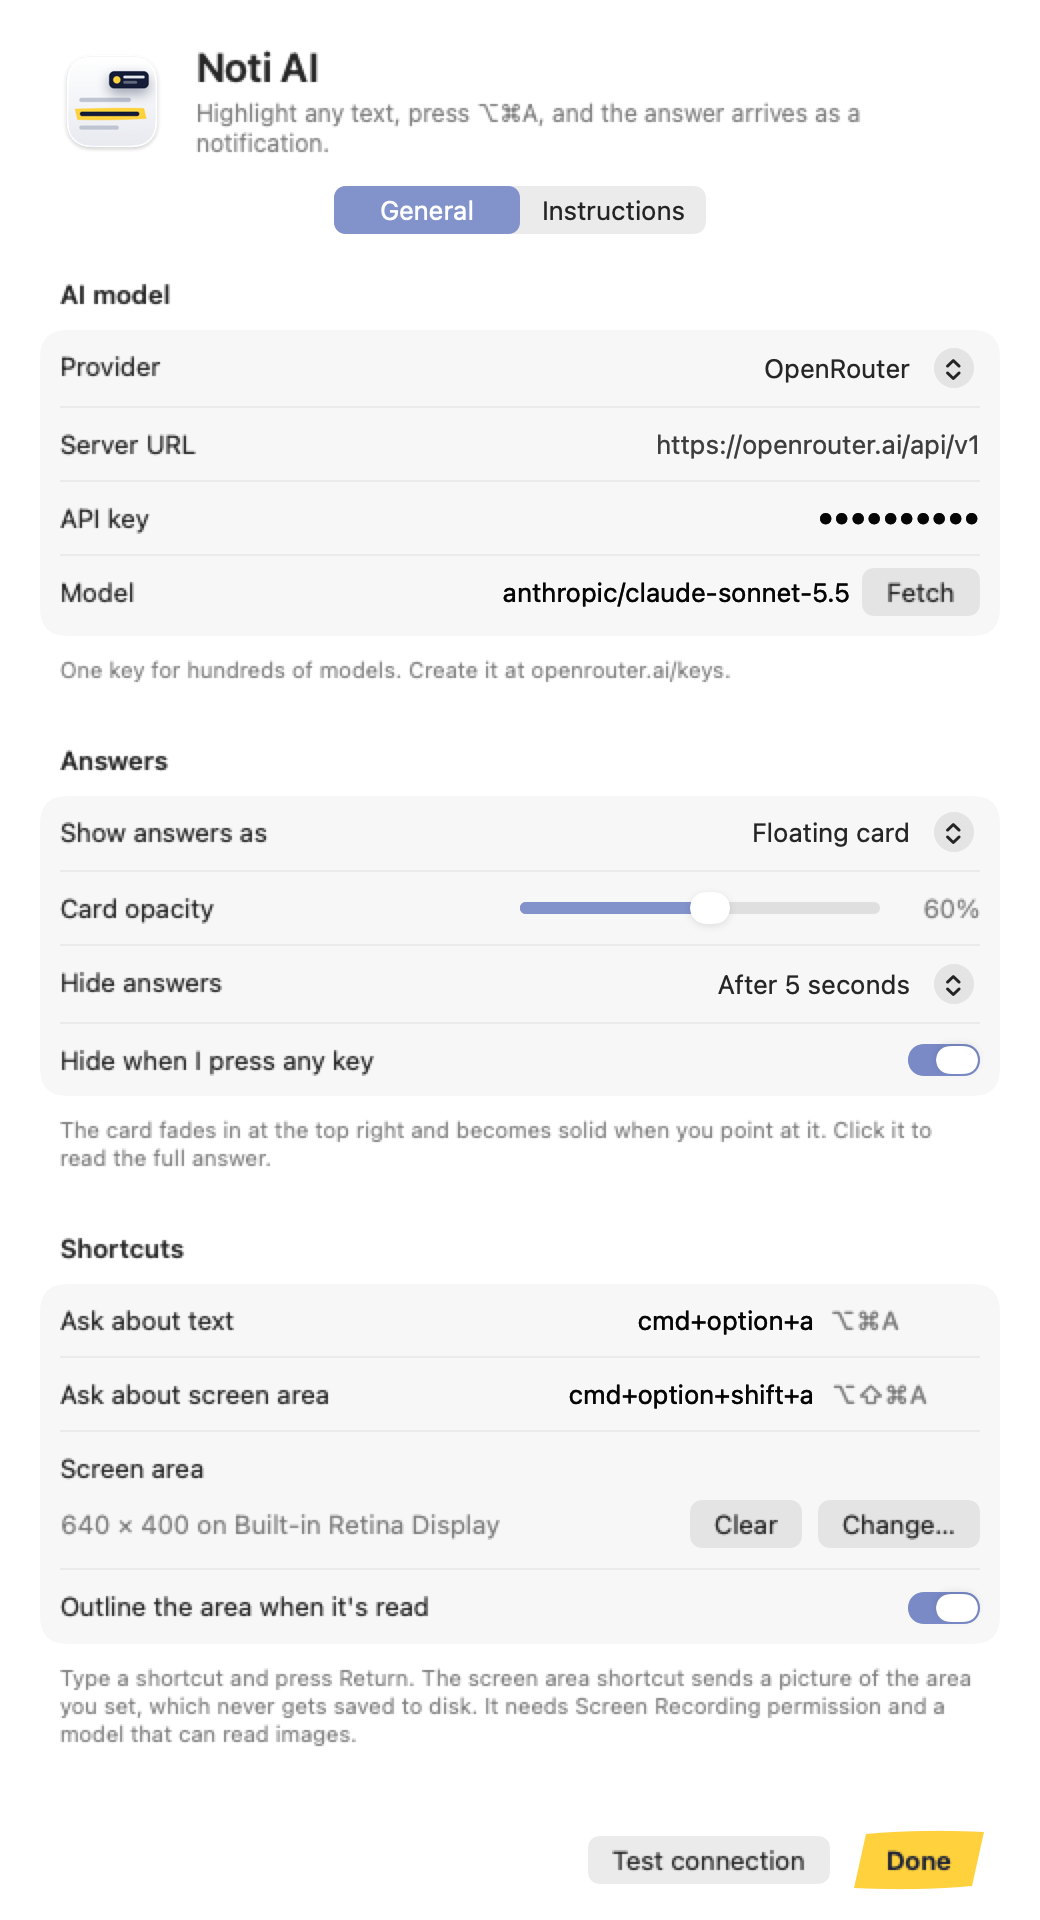 Noti AI
Highlight any text, press ⌥⌘A, and the answer arrives as a
notification.
General
Instructions
AI model
Provider
OpenRouter
Server URL
https://openrouter.ai/api/v1
API key
●●●●●●●●●●
Model
anthropic/claude-sonnet-5.5
Fetch
One key for hundreds of models. Create it at openrouter.ai/keys.
Answers
Show answers as
Floating card
Card opacity
60%
Hide answers
After 5 seconds
Hide when I press any key
The card fades in at the top right and becomes solid when you point at it. Click it to
read the full answer.
Shortcuts
Ask about text
cmd+option+a ⌥⌘A
Ask about screen area
cmd+option+shift+a ⌥⇧⌘A
Screen area
640 × 400 on Built-in Retina Display
Clear
Change...
Outline the area when it's read
Type a shortcut and press Return. The screen area shortcut sends a picture of the area
you set, which never gets saved to disk. It needs Screen Recording permission and a
model that can read images.
Test connection
Done